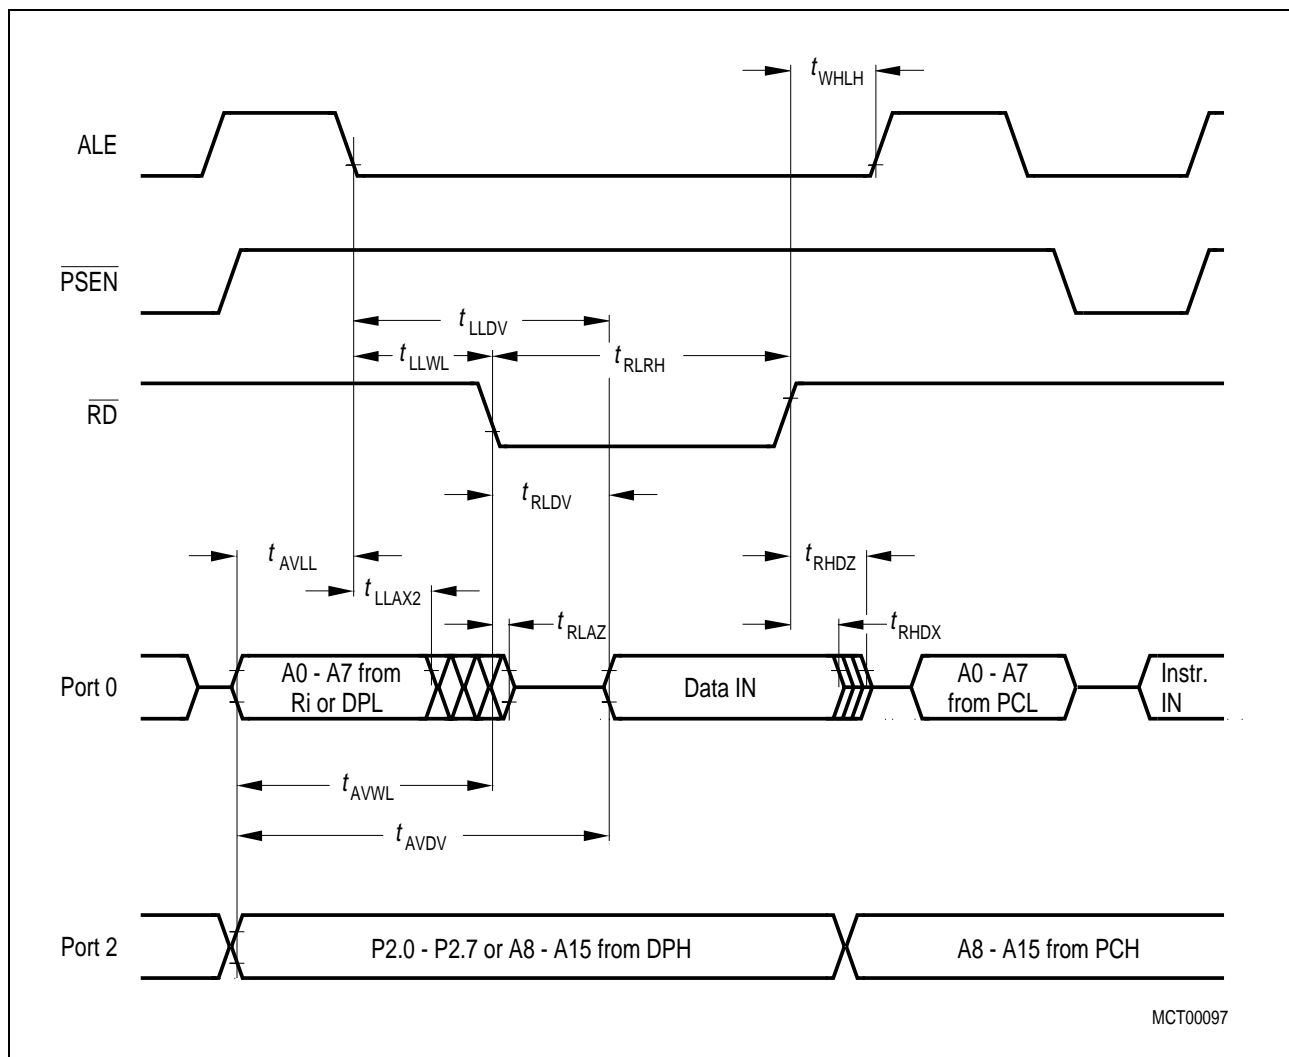 t WHLH
ALE
PSEN
t LLDV
t LLWL
t RLRH
RD
t RLDV
t AVLL
t RHDZ
t LLAX2
t RLAZ
t RHDX
Port 0
A0 - A7 from
Ri or DPL
Data IN
A0 - A7
from PCL
Instr.
IN
t AVWL
t AVDV
Port 2
P2.0 - P2.7 or A8 - A15 from DPH
A8 - A15 from PCH
MCT00097